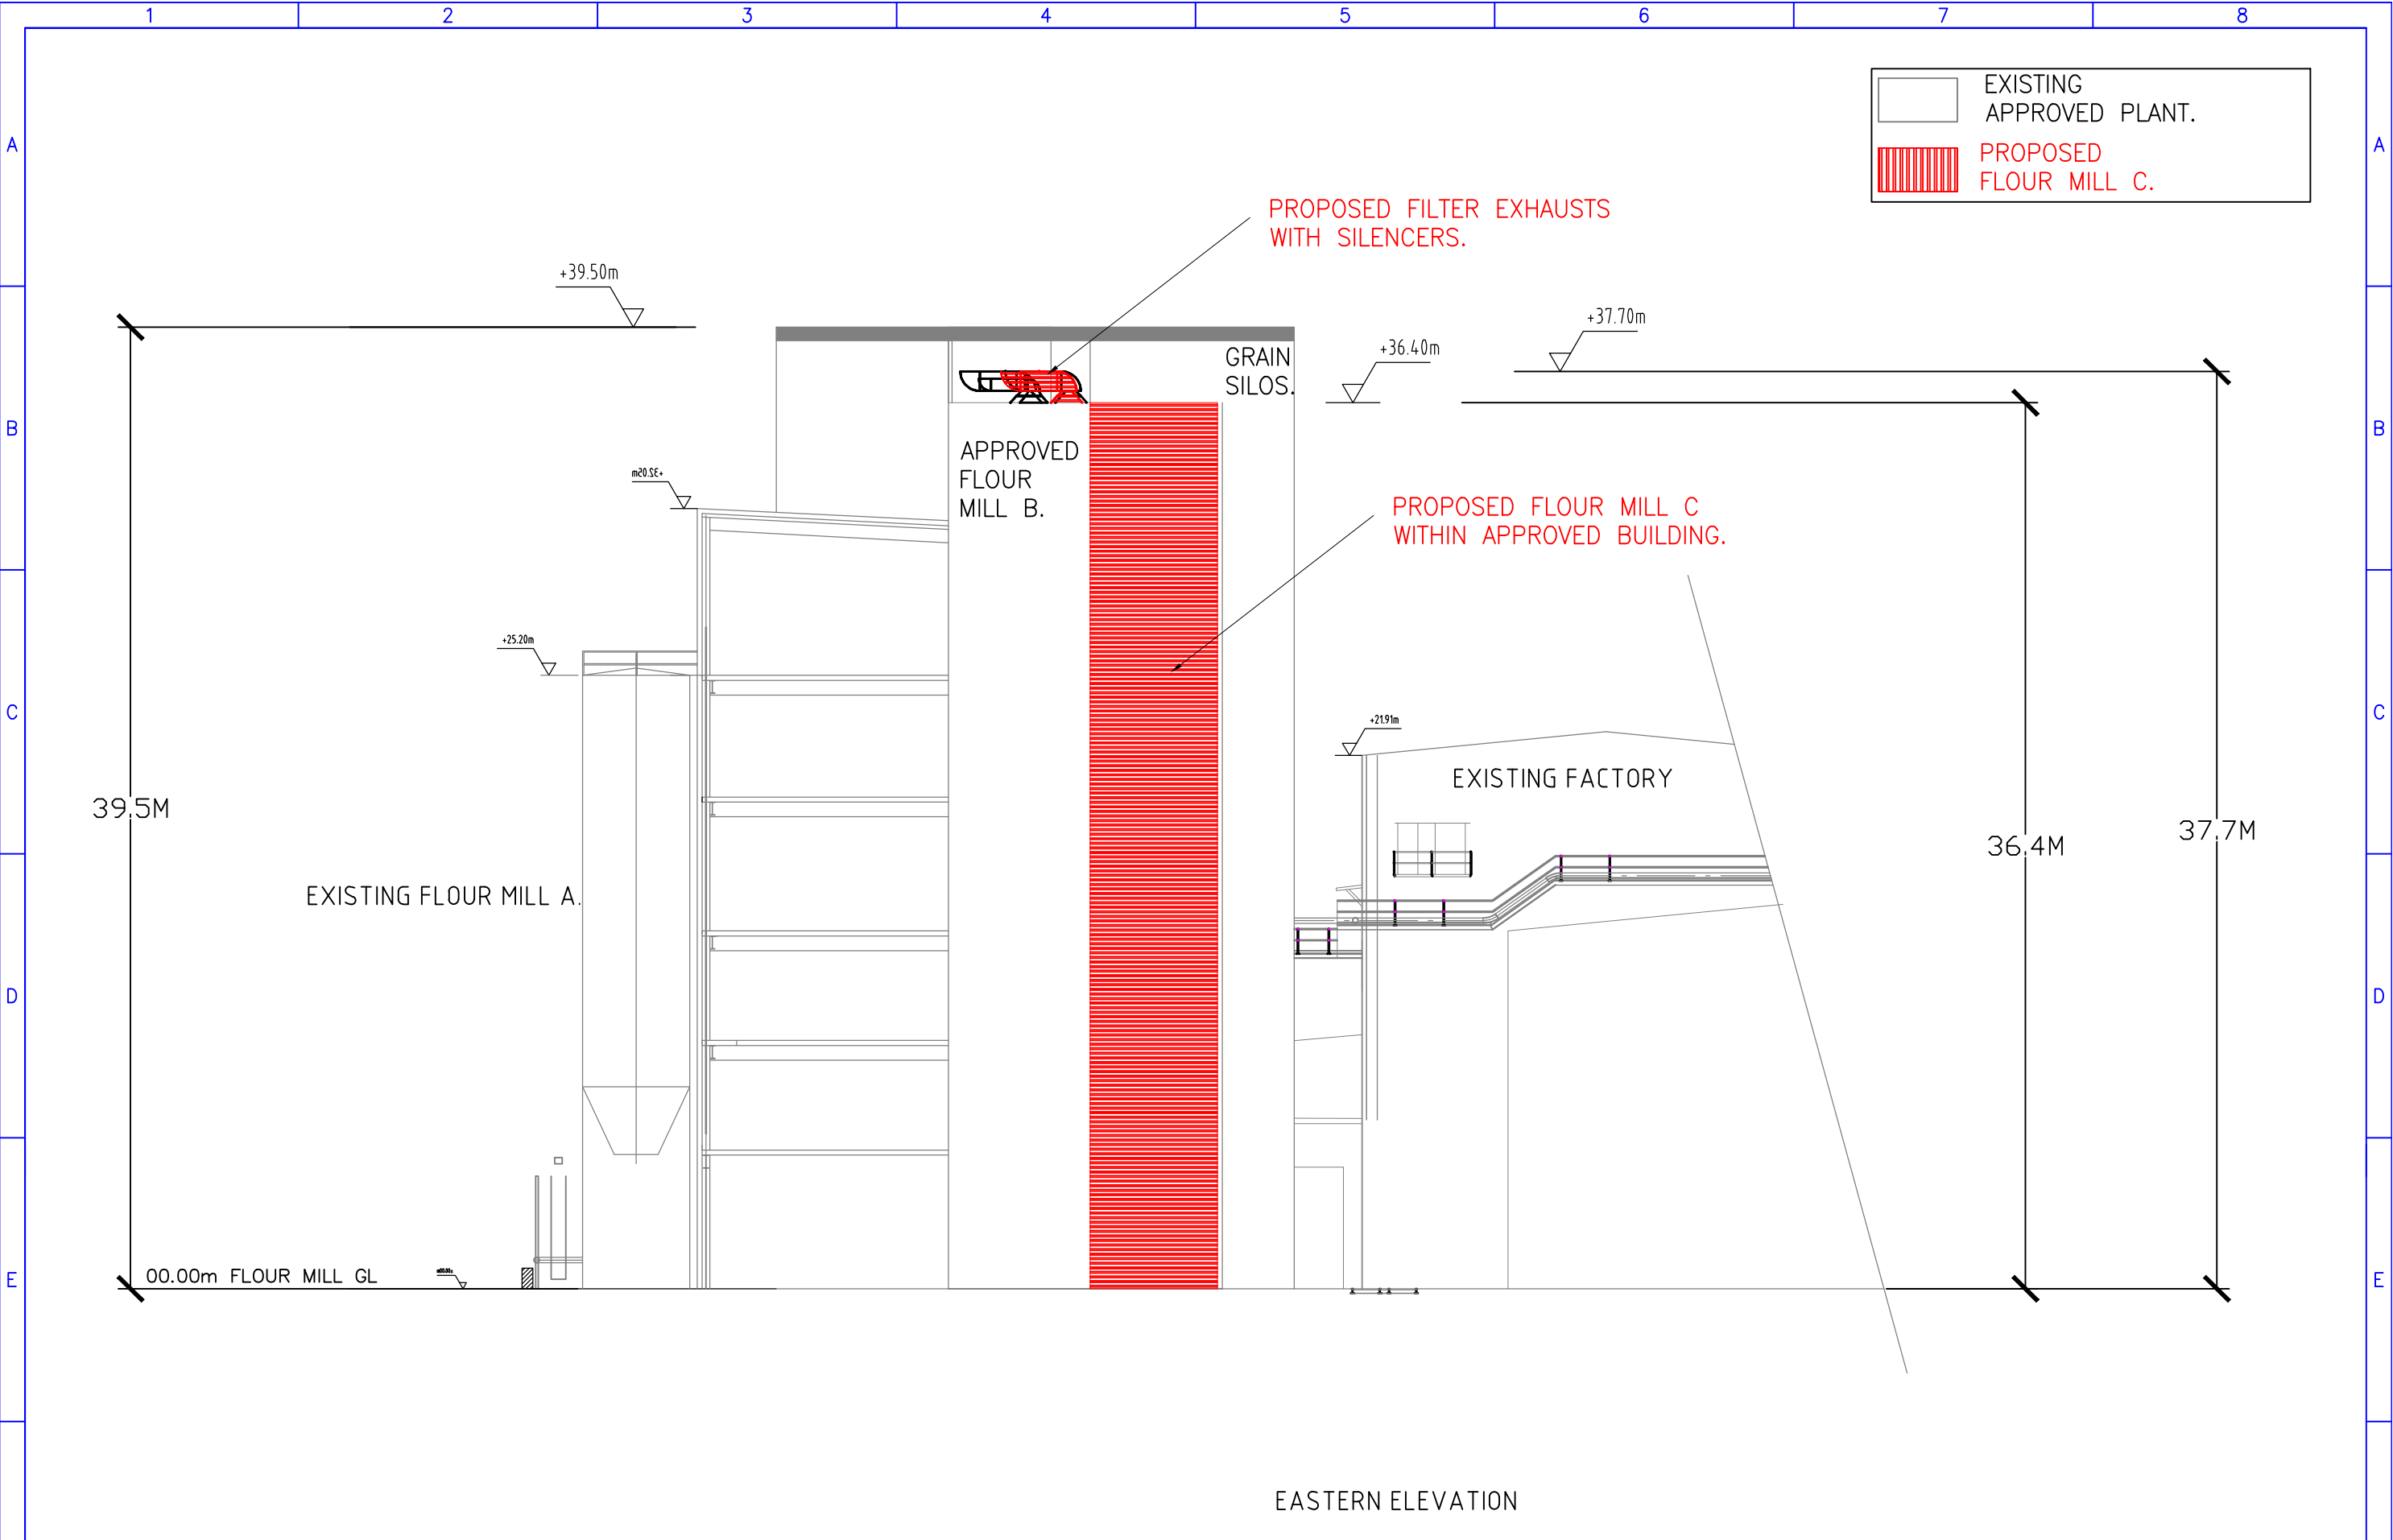 1 2 3 4 5 6 7 8
A A
B B
C C
D D
E E
EXISTING
APPROVED PLANT.
PROPOSED
FLOUR MILL C.
PROPOSED FILTER EXHAUSTS
WITH SILENCERS.
+39.50m
+37.70m
+36.40m
GRAIN
SILOS.
APPROVED
FLOUR
MILL B.
+32.05m
PROPOSED FLOUR MILL C
WITHIN APPROVED BUILDING.
+25.20m
+21.91m
EXISTING FACTORY
39.5M
36.4M
37.7M
EXISTING FLOUR MILL A.
00.00m FLOUR MILL GL
EASTERN ELEVATION